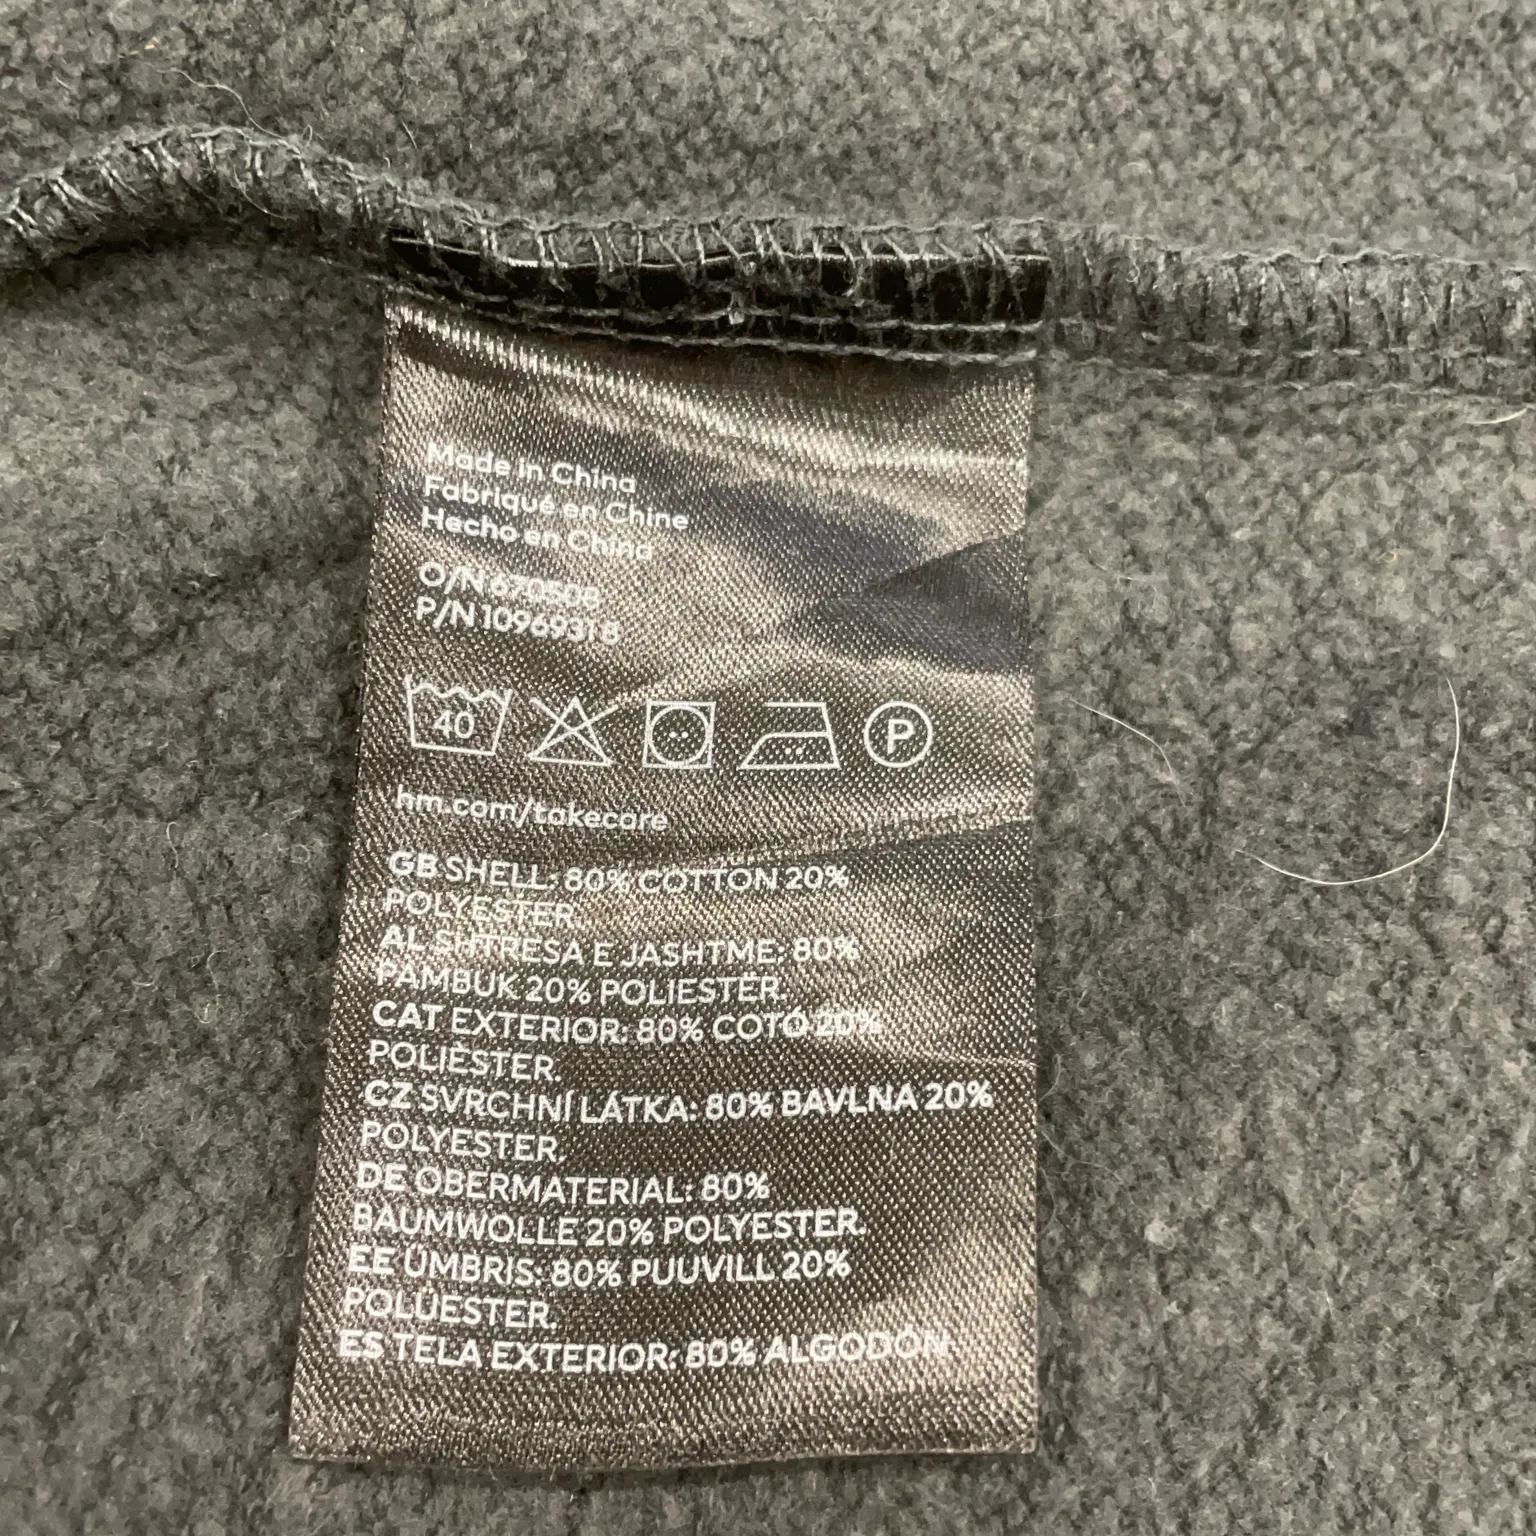 Made in China
Fabriqué en Chine
Hecho en China
O/N 670508
P/N 10969318
40
P
hm.com/takecare
GB SHELL: 80% COTTON 20%
POLYESTER.
AL SHTRESA E JASHTME: 80%
PAMBUK 20% POLIESTER.
CAT EXTERIOR: 80% COTÓ 20%
POLIÈSTER.
CZ SVRCHNÍ LÁTKA: 80% BAVLNA 20%
POLYESTER.
DE OBERMATERIAL: 80%
BAUMWOLLE 20% POLYESTER.
EE ÜMBRIS: 80% PUUVILL 20%
POLÜESTER.
ES TELA EXTERIOR: 80% ALGODÓN